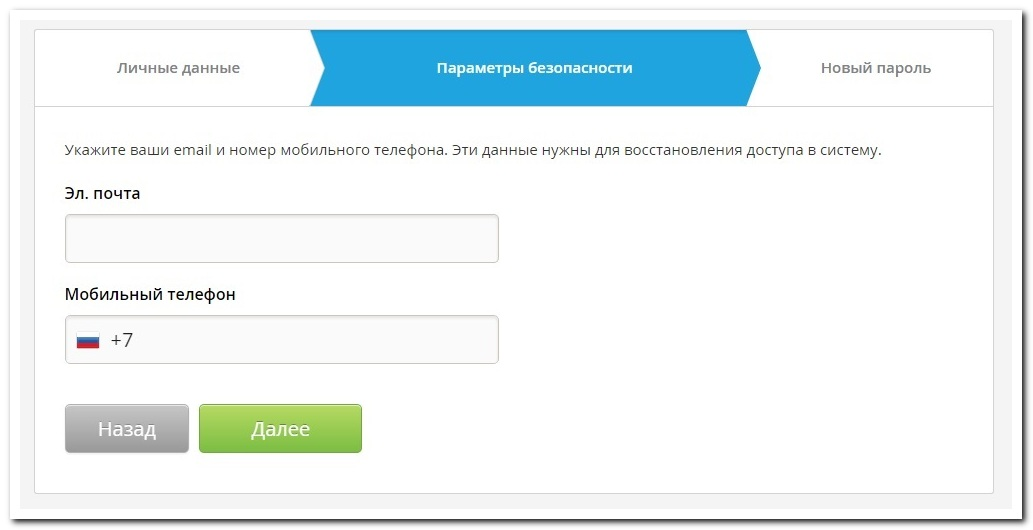 Личные данные
Параметры безопасности
Новый пароль
Укажите ваши email и номер мобильного телефона. Эти данные нужны для восстановления доступа в систему.
Эл. почта
Мобильный телефон
+7
Назад
Далее